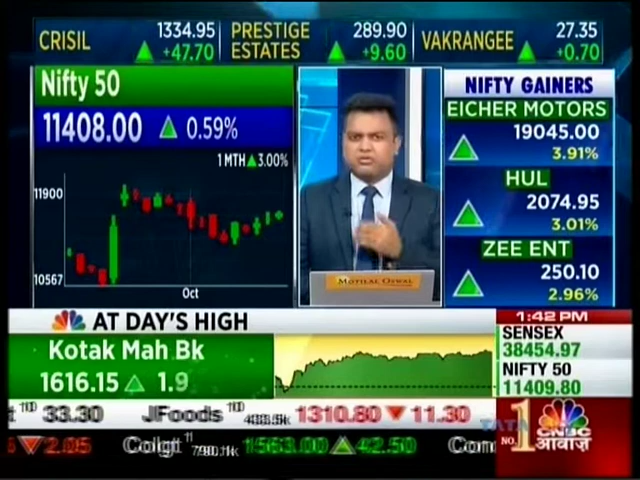 CRISIL 1334.95 +47.70 PRESTIGE ESTATES 289.90 +9.60 VAKRANGEE 27.35 +0.70
Nifty 50
11408.00 0.59%
1 MTH 3.00%
11900
10567
Oct
MOTILAL OSWAL
NIFTY GAINERS
EICHER MOTORS
19045.00
3.91%
HUL
2074.95
3.01%
ZEE ENT
250.10
2.96%
AT DAY'S HIGH
Kotak Mah Bk
1616.15 1.9
1:42 PM
SENSEX
38454.97
NIFTY 50
11409.80
33.30 JFoods 1310.80 11.30
2.05 Colgt 1563.00 42.50 Com
NO. 1 CNBC
आवाज़